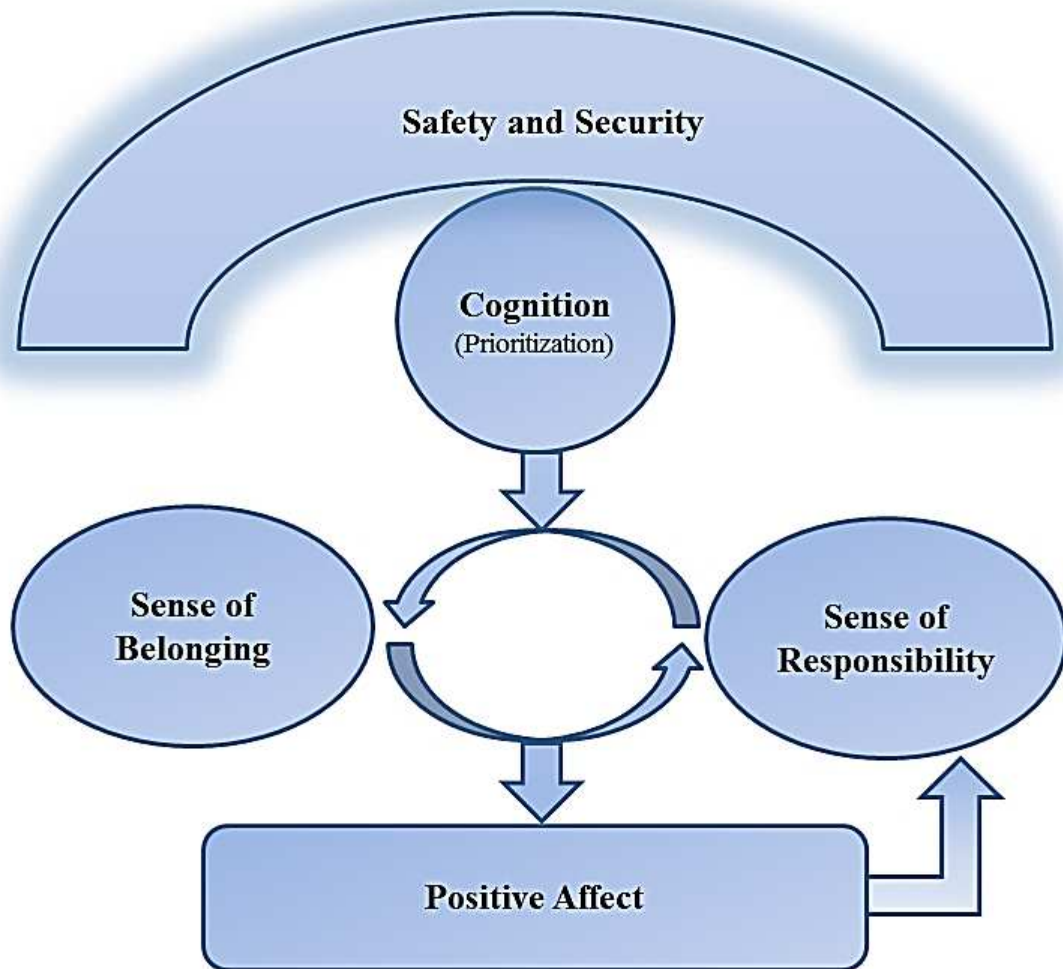 Safety and Security
Cognition
(Prioritization)
Sense of
Belonging
Sense of
Responsibility
Positive Affect